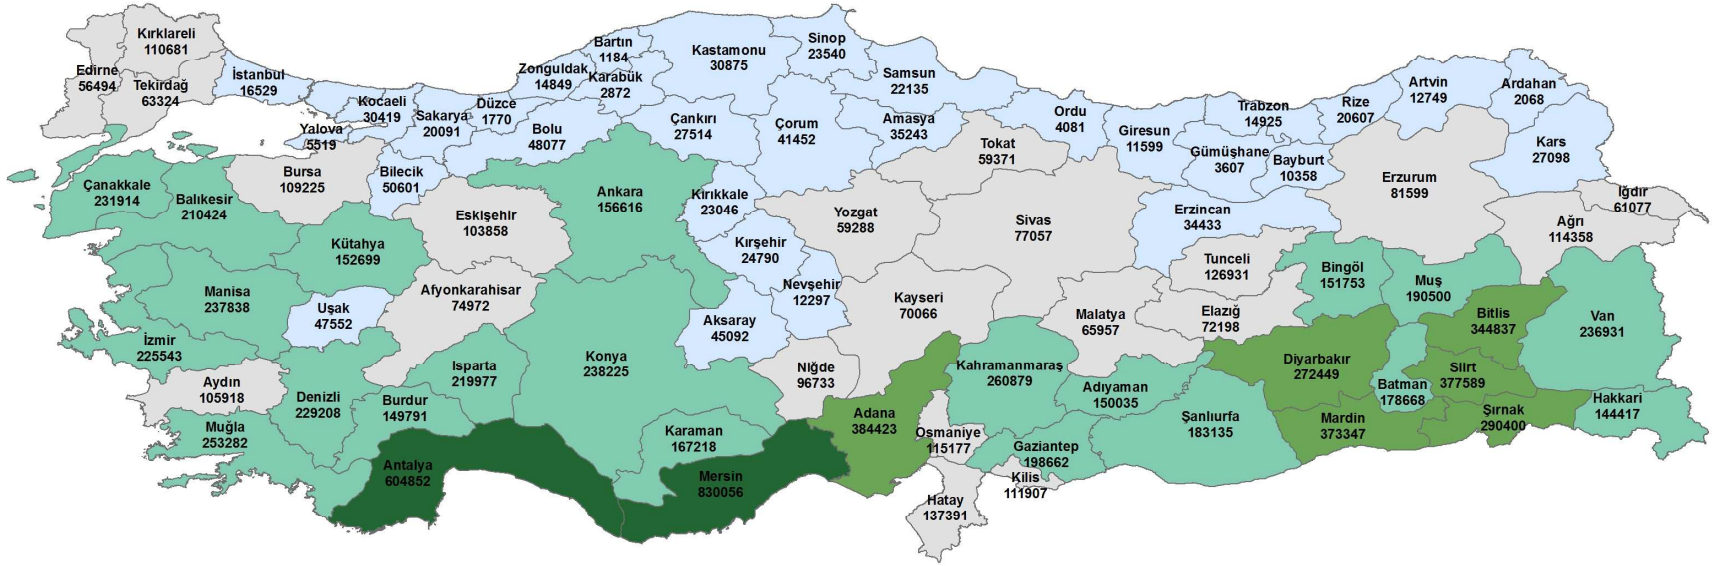 Kırklareli
110681
Edirne
56494
Tekirdağ
63324
İstanbul
16529
Kocaeli
30419
Yalova
5519
Sakarya
20091
Düzce
1770
Zonguldak
14849
Bartın
1184
Karabük
2872
Kastamonu
30875
Sinop
23540
Samsun
22135
Bolu
48077
Çankırı
27514
Çorum
41452
Amasya
35243
Tokat
59371
Ordu
4081
Giresun
11599
Trabzon
14925
Gümüşhane
3607
Bayburt
10358
Rize
20607
Artvin
12749
Ardahan
2068
Kars
27098
Iğdır
61077
Ağrı
114358
Erzurum
81599
Erzincan
34433
Çanakkale
231914
Balıkesir
210424
Bursa
109225
Bilecik
50601
Kütahya
152699
Eskişehir
103858
Ankara
156616
Kırıkkale
23046
Kırşehir
24790
Yozgat
59288
Sivas
77057
Tunceli
126931
Bingöl
151753
Muş
190500
Bitlis
344837
Van
236931
Manisa
237838
Uşak
47552
Afyonkarahisar
74972
Nevşehir
12297
Aksaray
45092
Kayseri
70066
Malatya
65957
Elazığ
72198
İzmir
225543
Aydın
105918
Denizli
229208
Isparta
219977
Burdur
149791
Konya
238225
Niğde
96733
Kahramanmaraş
260879
Adıyaman
150035
Diyarbakır
272449
Batman
178668
Siirt
377589
Şırnak
290400
Hakkari
144417
Mardin
373347
Şanlıurfa
183135
Muğla
253282
Antalya
604852
Karaman
167218
Mersin
830056
Adana
384423
Osmaniye
115177
Gaziantep
198662
Kilis
111907
Hatay
137391